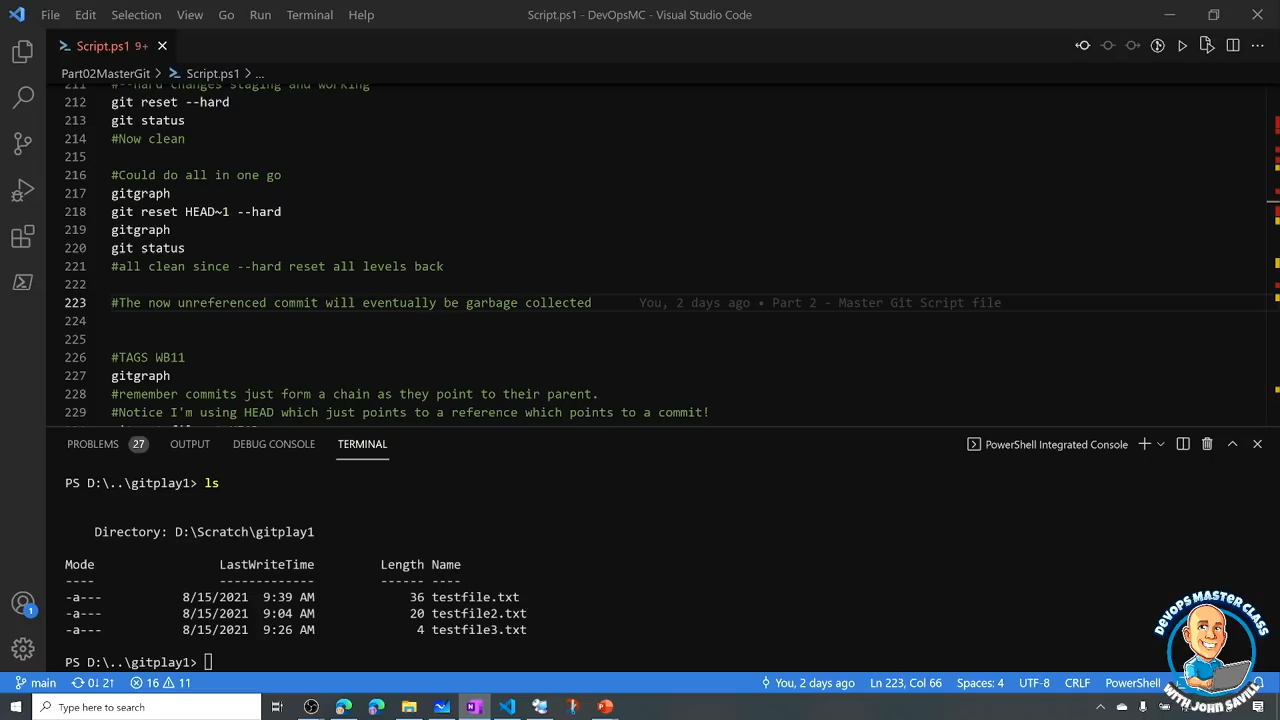 File Edit Selection View Go Run Terminal Help Script.ps1 - DevOpsMC - Visual Studio Code
Script.ps1 9+
Part02MasterGit > Script.ps1 > ...
211 #--hard changes staging and working
212 git reset --hard
213 git status
214 #Now clean
215
216 #Could do all in one go
217 gitgraph
218 git reset HEAD~1 --hard
219 gitgraph
220 git status
221 #all clean since --hard reset all levels back
222
223 #The now unreferenced commit will eventually be garbage collected You, 2 days ago • Part 2 - Master Git Script file
224
225
226 #TAGS WB11
227 gitgraph
228 #remember commits just form a chain as they point to their parent.
229 #Notice I'm using HEAD which just points to a reference which points to a commit!
PROBLEMS 27 OUTPUT DEBUG CONSOLE TERMINAL PowerShell Integrated Console
PS D:\..\gitplay1> ls
Directory: D:\Scratch\gitplay1
Mode LastWriteTime Length Name
---- ------------- ------ ----
-a--- 8/15/2021 9:39 AM 36 testfile.txt
-a--- 8/15/2021 9:04 AM 20 testfile2.txt
-a--- 8/15/2021 9:26 AM 4 testfile3.txt
PS D:\..\gitplay1>
1
DEVOPS MASTER CLASS
WITH JOHN SAVILL
main 0↓ 2↑ 16 11 You, 2 days ago Ln 223, Col 66 Spaces: 4 UTF-8 CRLF PowerShell
Type here to search